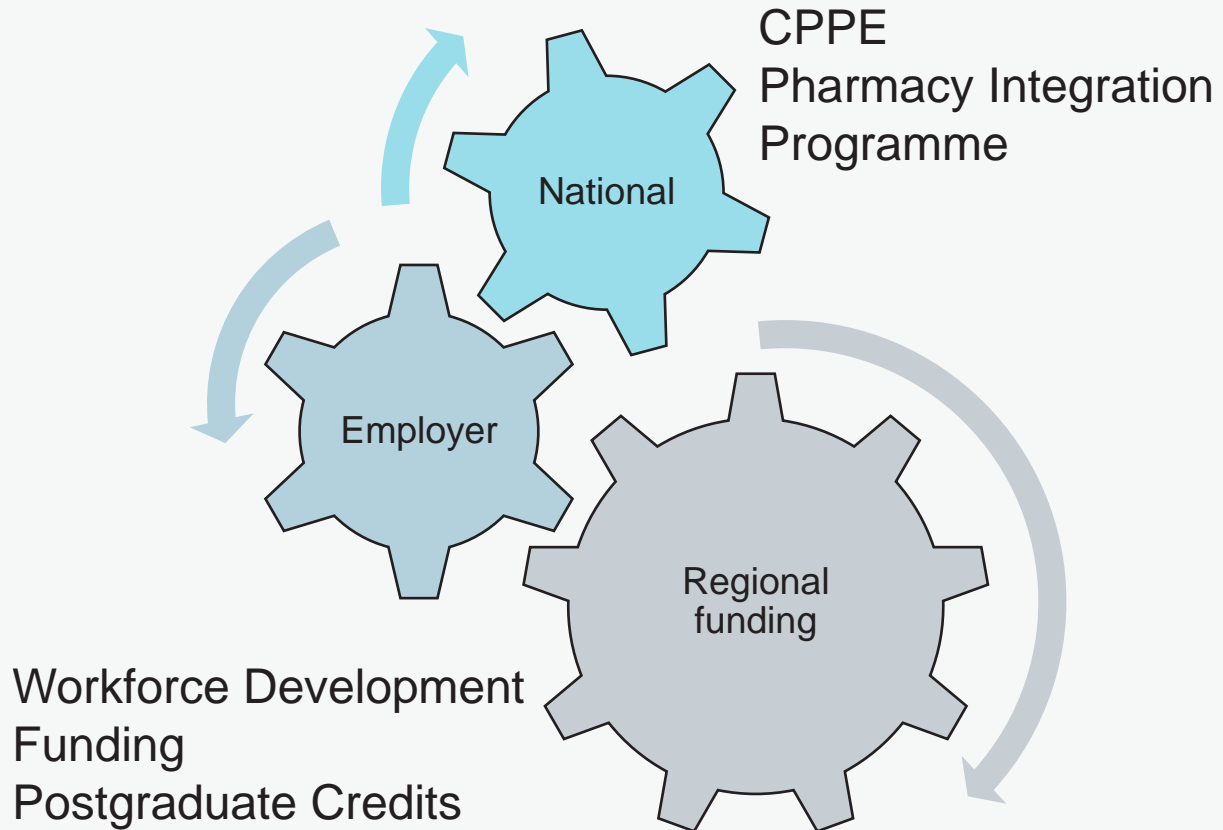 CPPE
Pharmacy Integration
Programme
National
Employer
Regional
funding
Workforce Development
Funding
Postgraduate Credits